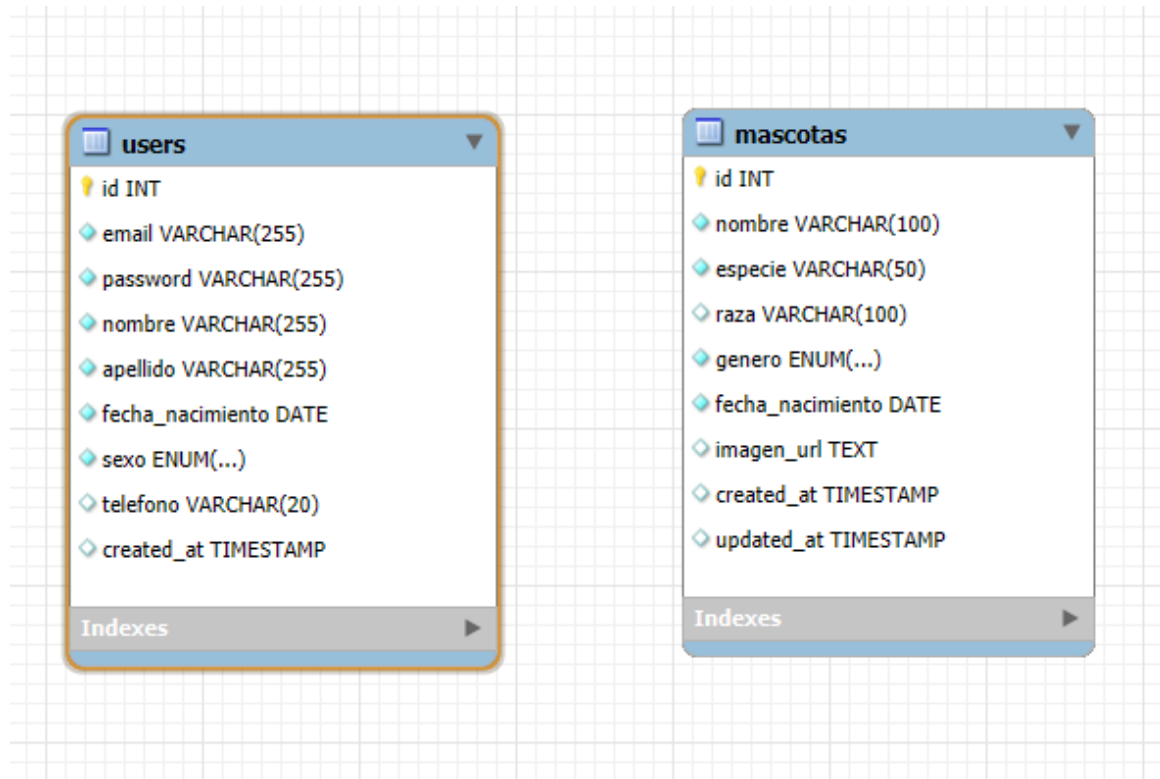 users
id INT
email VARCHAR(255)
password VARCHAR(255)
nombre VARCHAR(255)
apellido VARCHAR(255)
fecha_nacimiento DATE
sexo ENUM(...)
telefono VARCHAR(20)
created_at TIMESTAMP
Indexes
mascotas
id INT
nombre VARCHAR(100)
especie VARCHAR(50)
raza VARCHAR(100)
genero ENUM(...)
fecha_nacimiento DATE
imagen_url TEXT
created_at TIMESTAMP
updated_at TIMESTAMP
Indexes